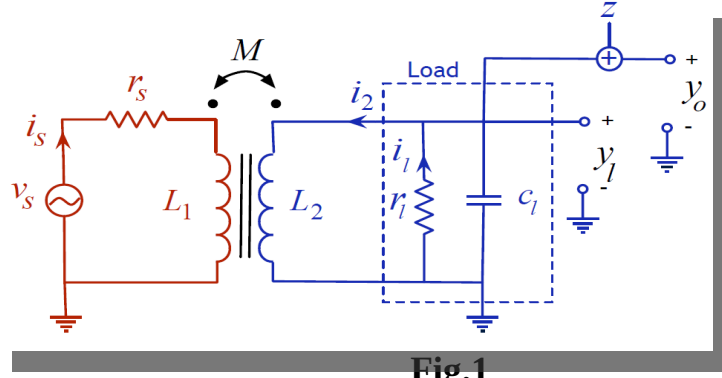 z
M
Load
+
r_s
i_2
y_o
+
-
i_s
i_l
y_l
-
v_s
L_1
L_2
r_l
c_l
Fig.1